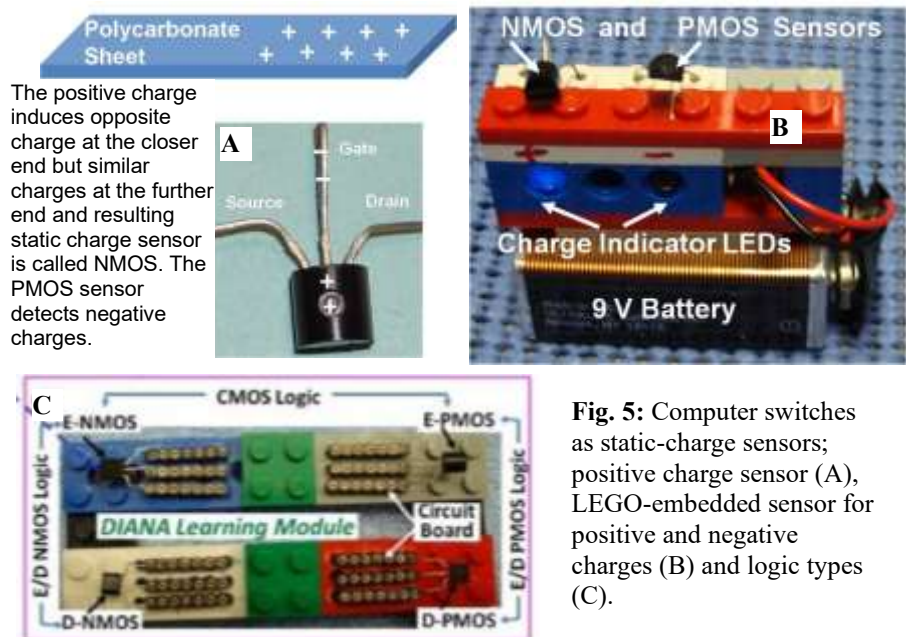 Polycarbonate
Sheet
The positive charge
induces opposite
charge at the closer
end but similar
charges at the further
end and resulting
static charge sensor
is called NMOS. The
PMOS sensor
detects negative
charges.
A
Gate
Source
Drain
NMOS and PMOS Sensors
B
Charge Indicator LEDs
9 V Battery
C
CMOS Logic
E-NMOS
E-PMOS
E/D NMOS Logic
E/D PMOS Logic
Circuit
Board
DIANA Learning Module
D-NMOS
D-PMOS
Fig. 5: Computer switches
as static-charge sensors;
positive charge sensor (A),
LEGO-embedded sensor for
positive and negative
charges (B) and logic types
(C).